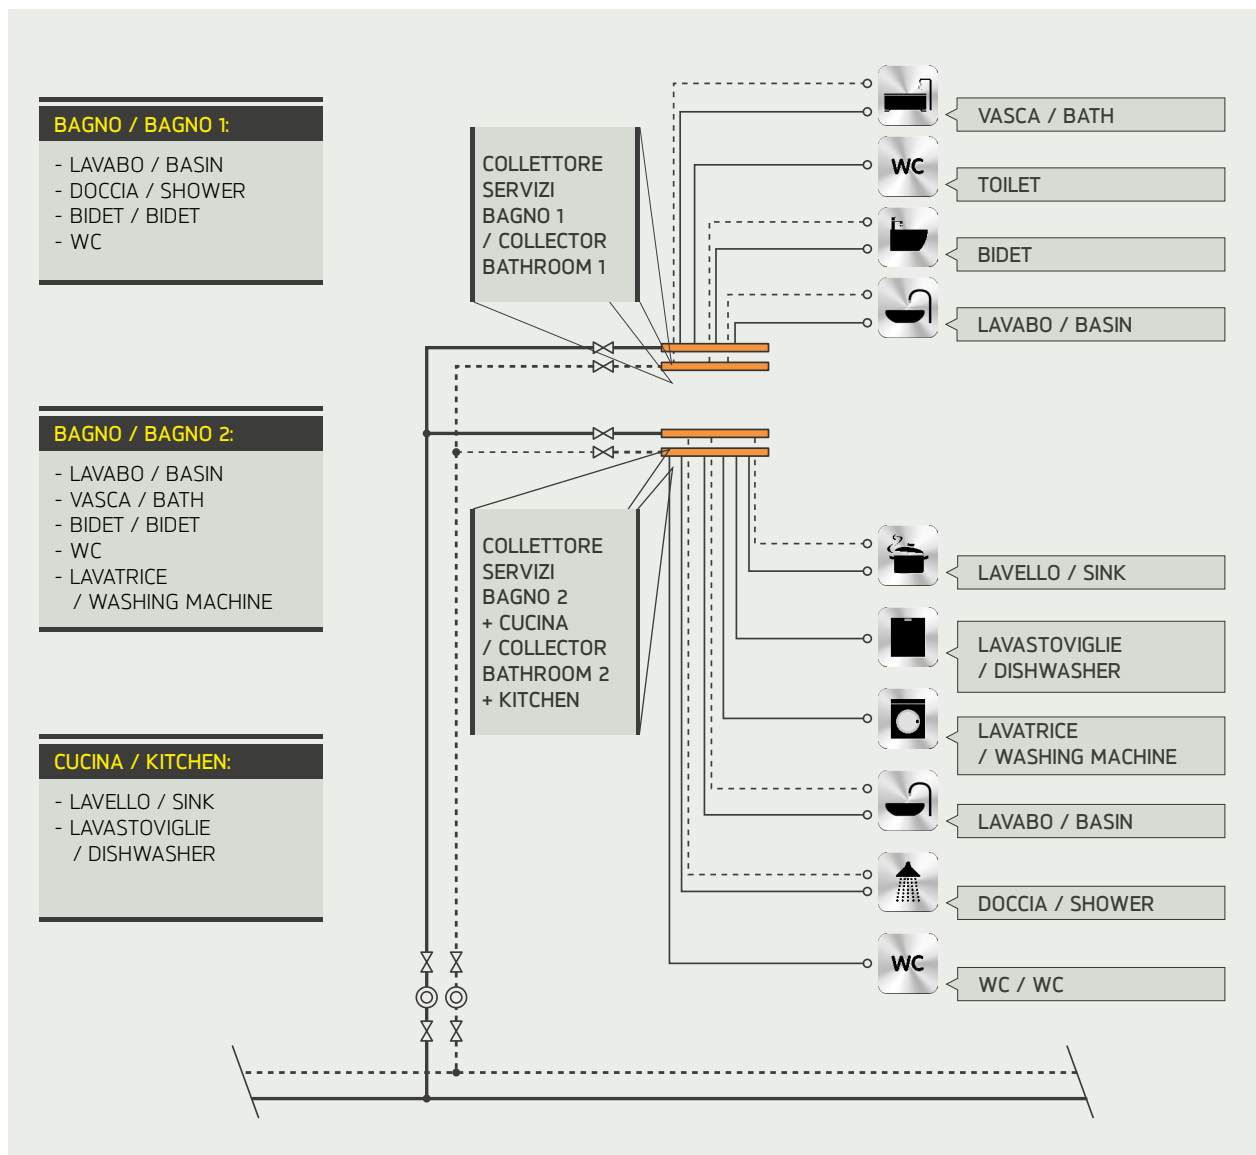 BAGNO / BAGNO 1:
- LAVABO / BASIN
- DOCCIA / SHOWER
- BIDET / BIDET
- WC
BAGNO / BAGNO 2:
- LAVABO / BASIN
- VASCA / BATH
- BIDET / BIDET
- WC
- LAVATRICE
/ WASHING MACHINE
CUCINA / KITCHEN:
- LAVELLO / SINK
- LAVASTOVIGLIE
/ DISHWASHER
COLLETTORE
SERVIZI
BAGNO 1
/ COLLECTOR
BATHROOM 1
COLLETTORE
SERVIZI
BAGNO 2
+ CUCINA
/ COLLECTOR
BATHROOM 2
+ KITCHEN
VASCA / BATH
WC
TOILET
BIDET
LAVABO / BASIN
LAVELLO / SINK
LAVASTOVIGLIE
/ DISHWASHER
LAVATRICE
/ WASHING MACHINE
LAVABO / BASIN
DOCCIA / SHOWER
WC
WC / WC